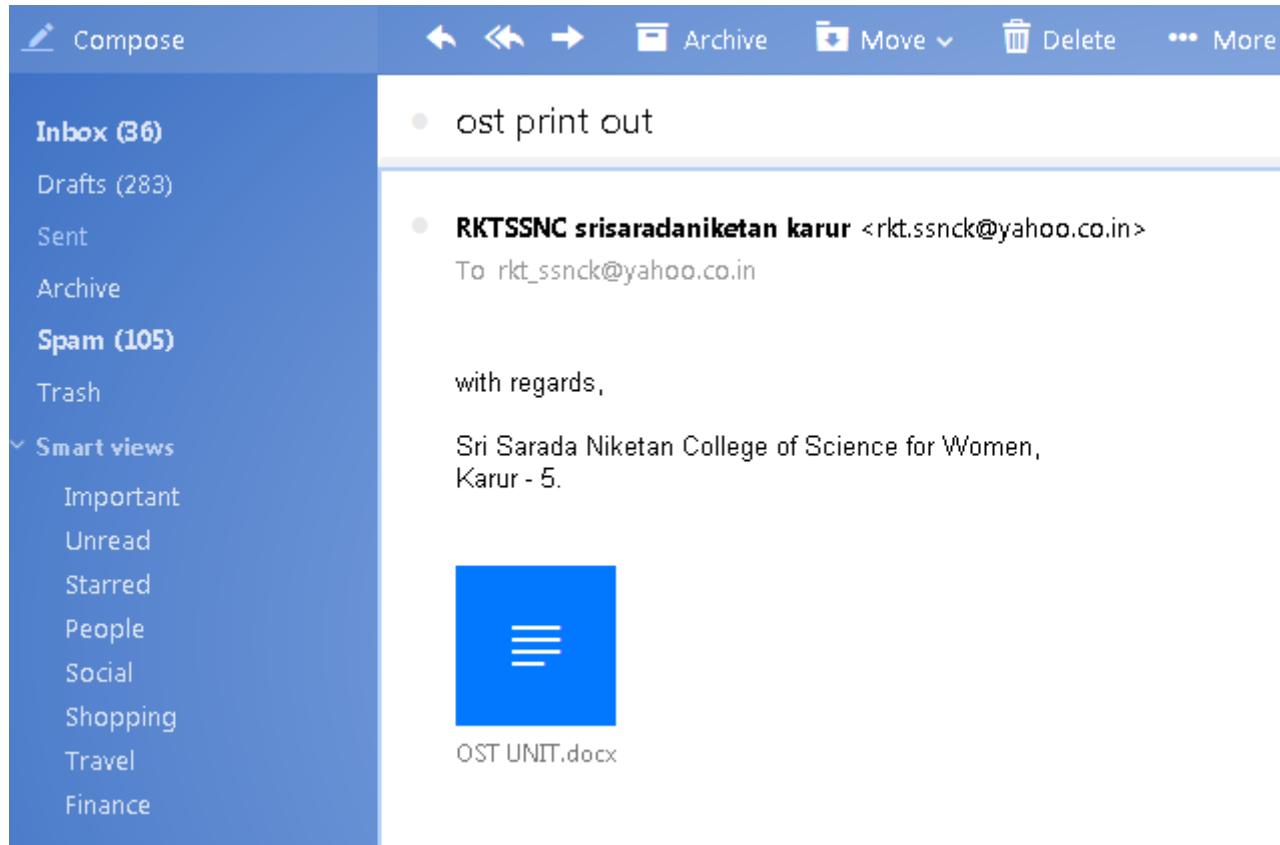 Compose
Archive Move Delete More
Inbox (36)
Drafts (283)
Sent
Archive
Spam (105)
Trash
Smart views
Important
Unread
Starred
People
Social
Shopping
Travel
Finance
ost print out
RKTSSNC srisaradaniketan karur <rkt.ssnck@yahoo.co.in>
To rkt_ssnck@yahoo.co.in
with regards,
Sri Sarada Niketan College of Science for Women,
Karur - 5.
OST UNIT.docx